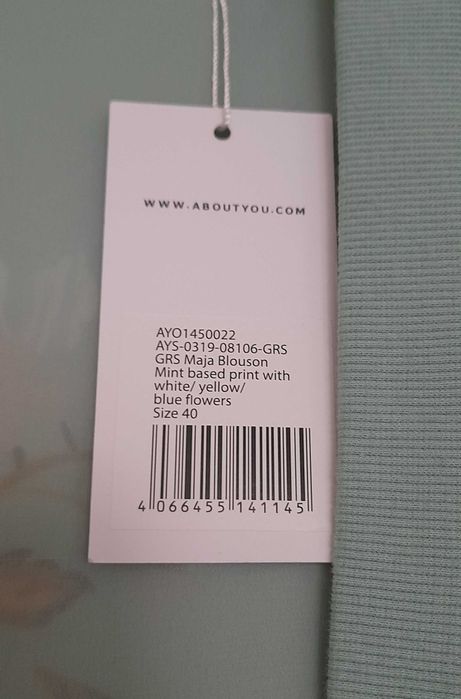 WWW.ABOUTYOU.COM
AYO1450022
AYS-0319-08106-GRS
GRS Maja Blouson
Mint based print with
white/ yellow/
blue flowers
Size 40
4 066455 141145